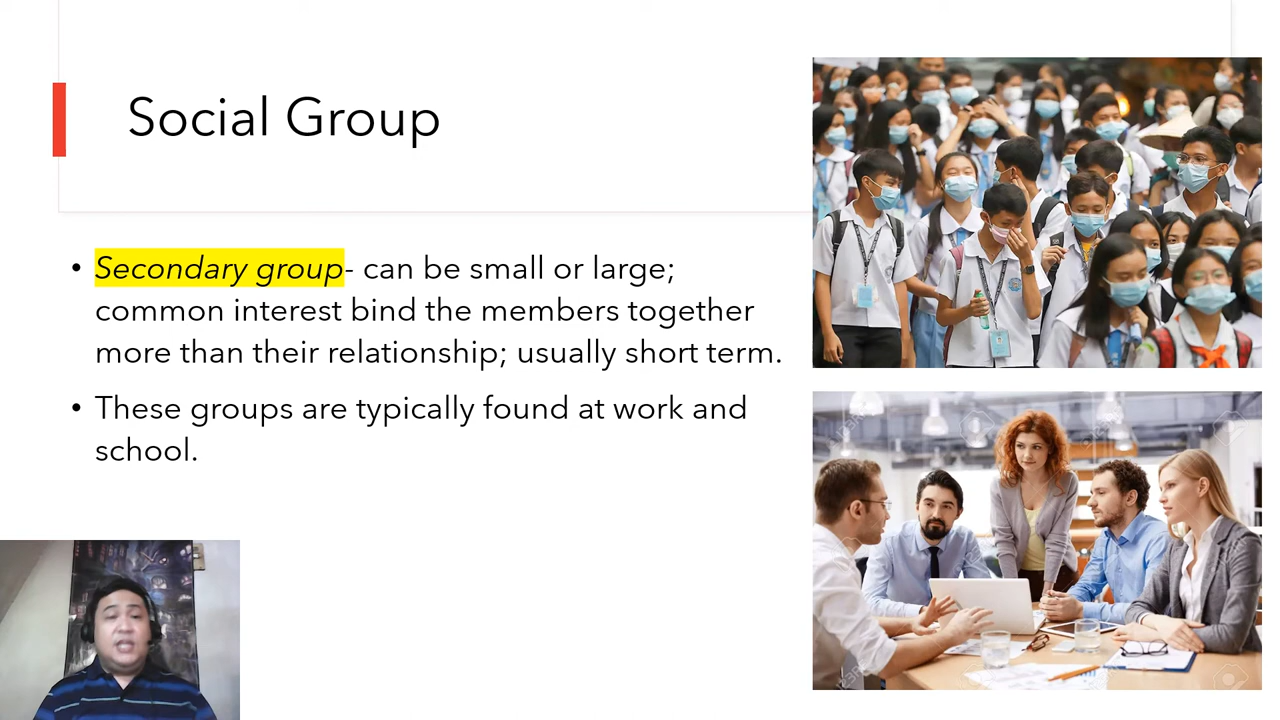 Social Group
• Secondary group- can be small or large;
common interest bind the members together
more than their relationship; usually short term.
• These groups are typically found at work and
school.